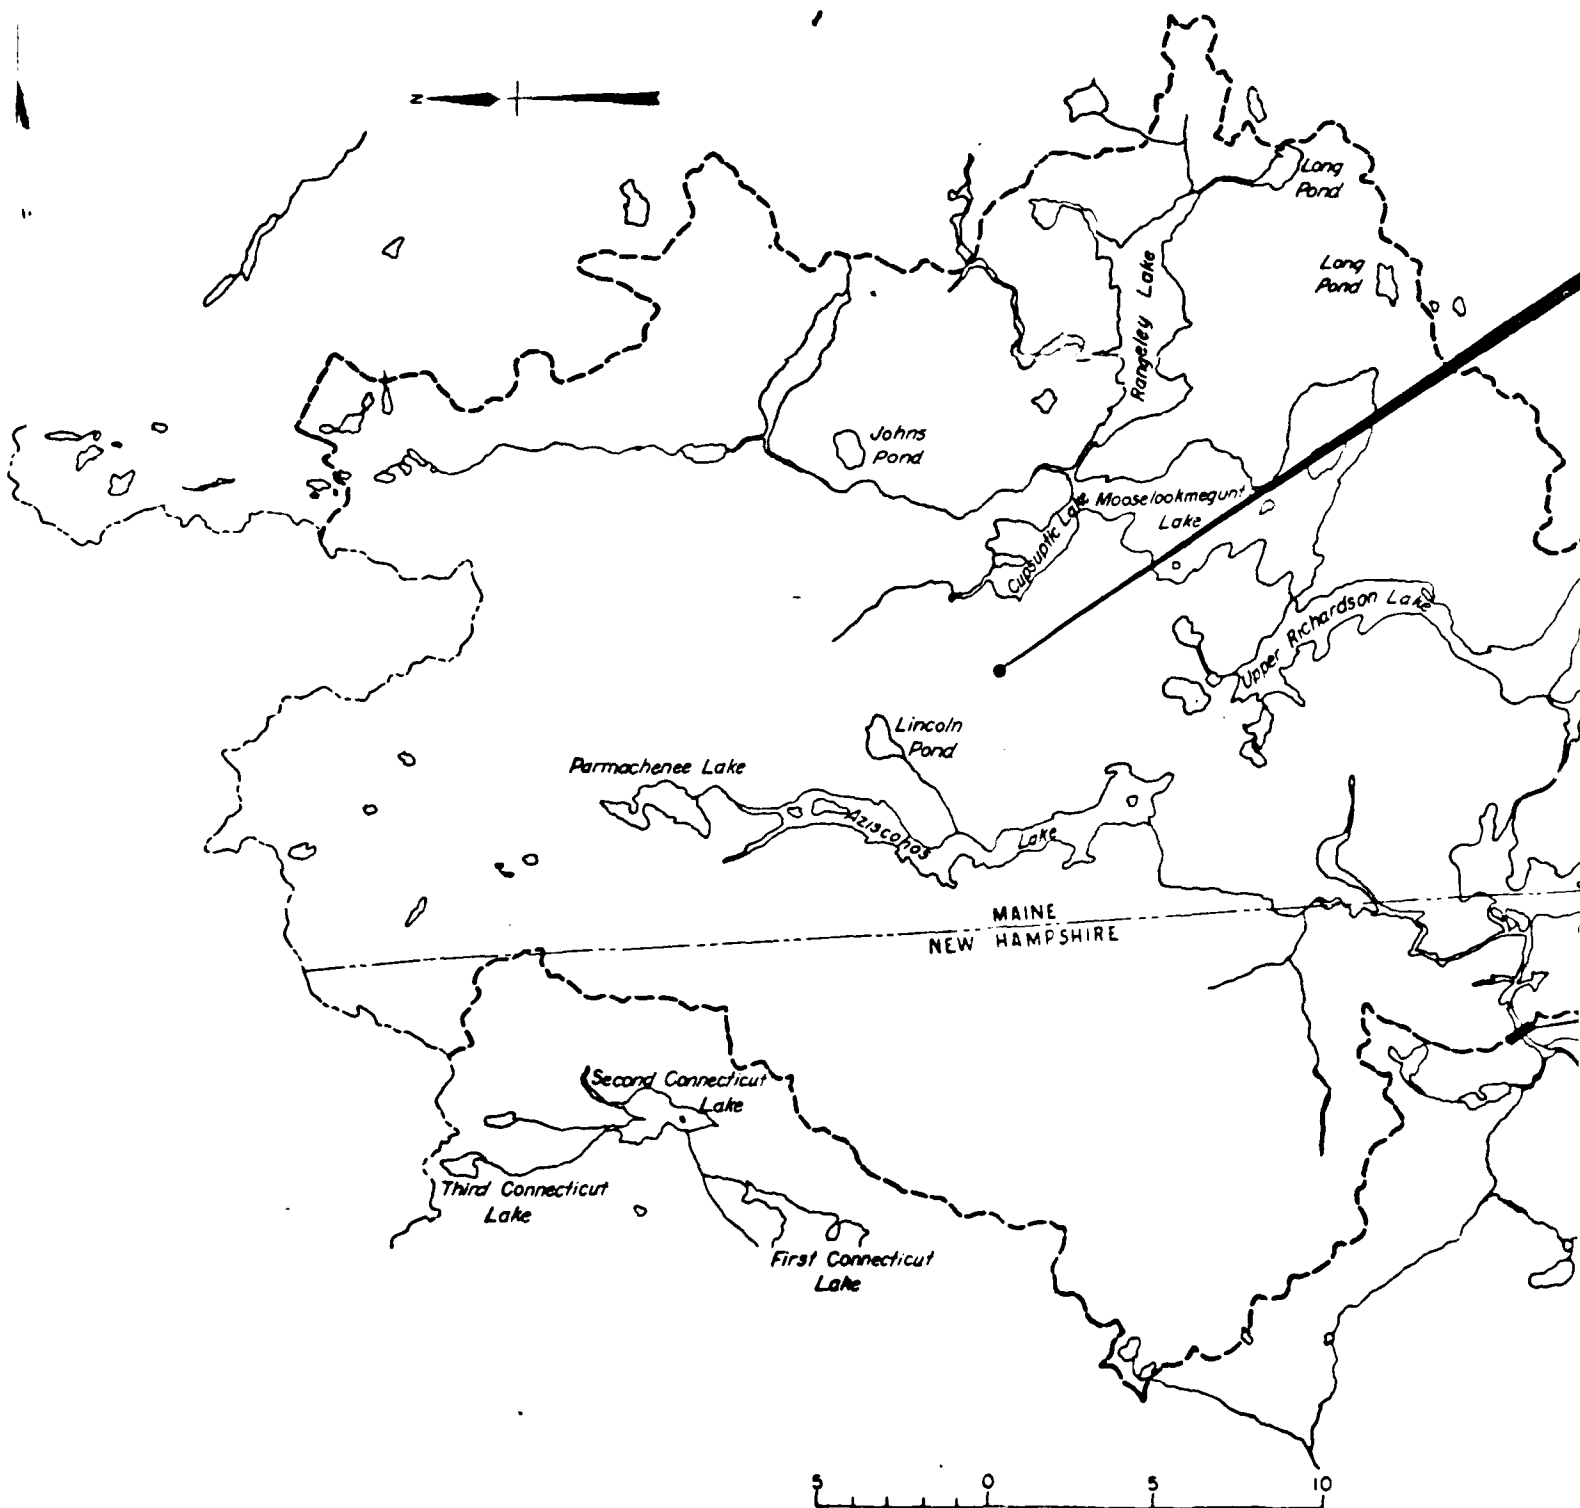 N
Long
Pond
Long
Pond
Rangeley Lake
Johns
Pond
Mooselookmegunt
Lake
Cupsuptic Lake
Upper Richardson Lake
Lincoln
Pond
Parmachenee Lake
Aziscohos Lake
MAINE
NEW HAMPSHIRE
Second Connecticut
Lake
Third Connecticut
Lake
First Connecticut
Lake
5 0 5 10